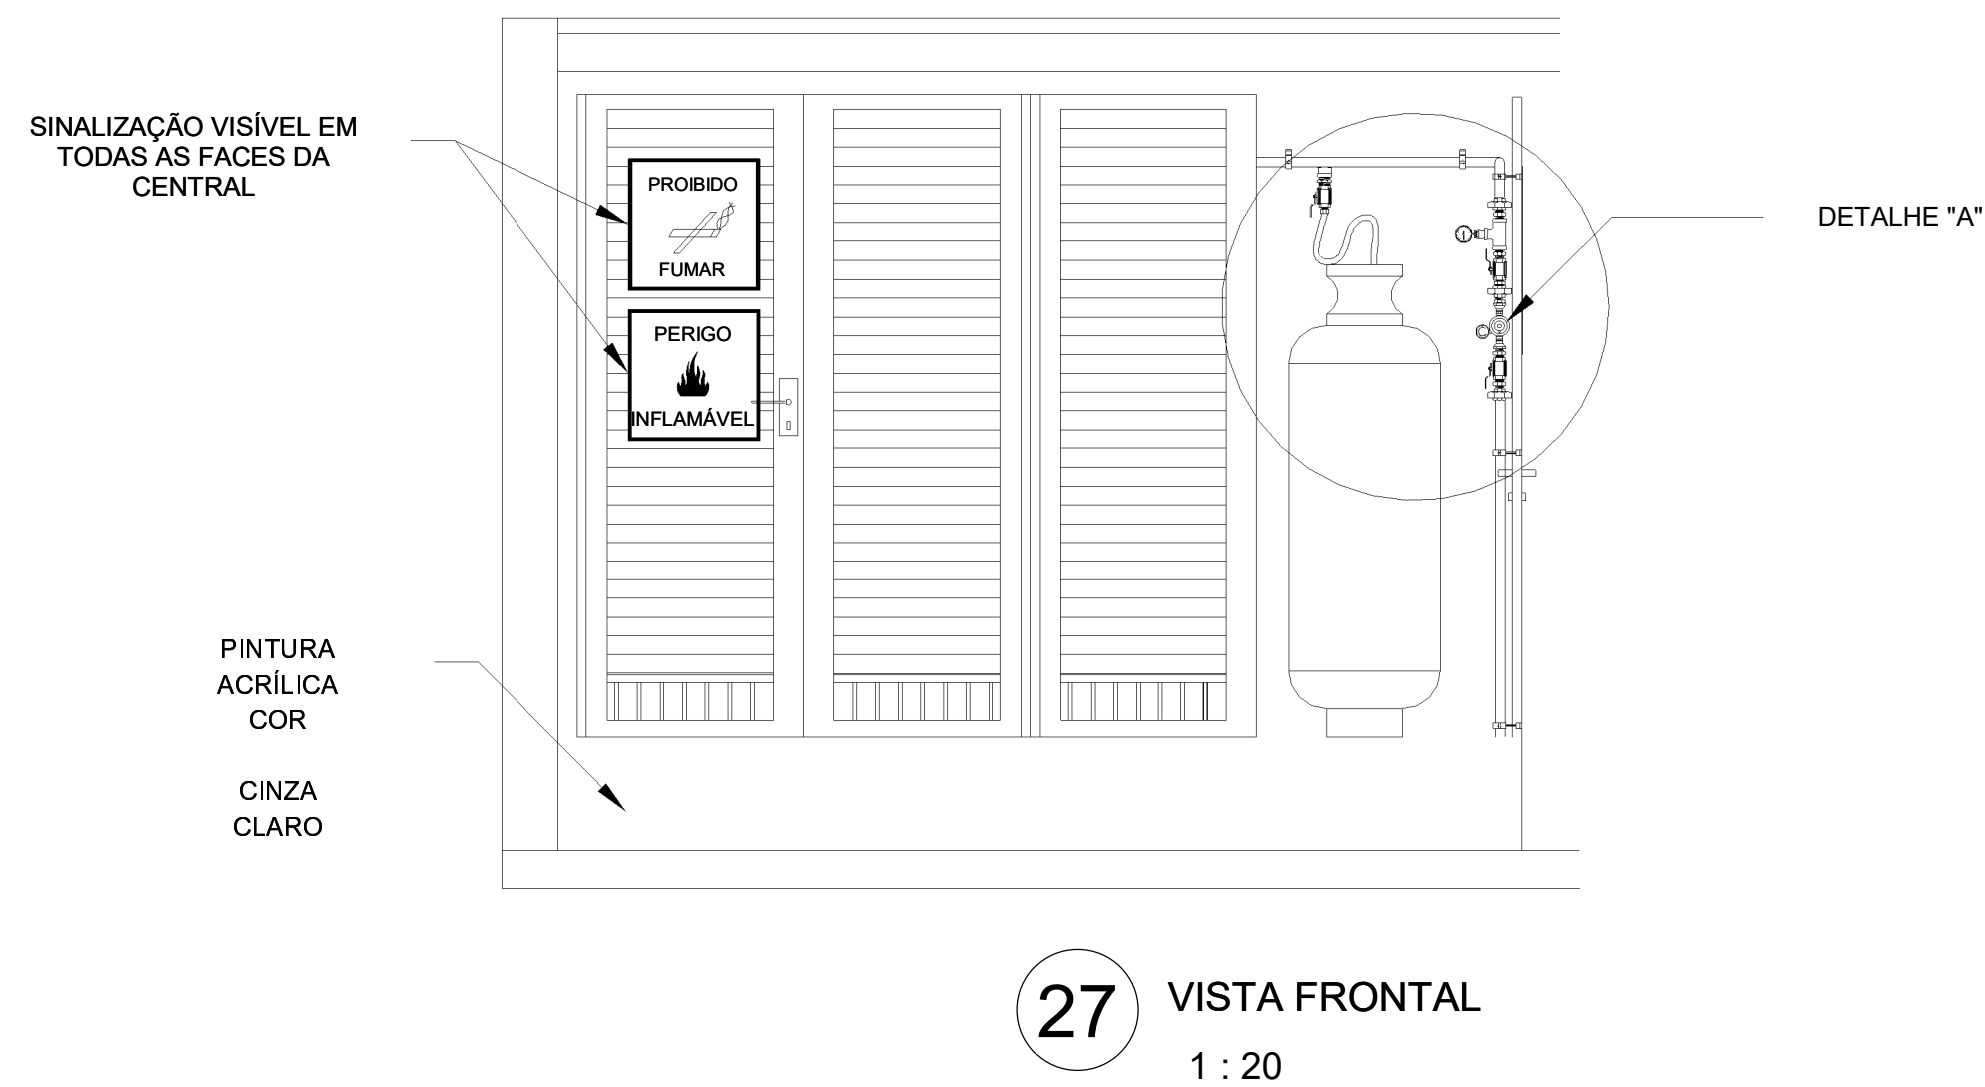 SINALIZAÇÃO VISÍVEL EM
TODAS AS FACES DA
CENTRAL
PROIBIDO
FUMAR
PERIGO
INFLAMÁVEL
DETALHE "A"
PINTURA
ACRÍLICA
COR
CINZA
CLARO
27
VISTA FRONTAL
1 : 20